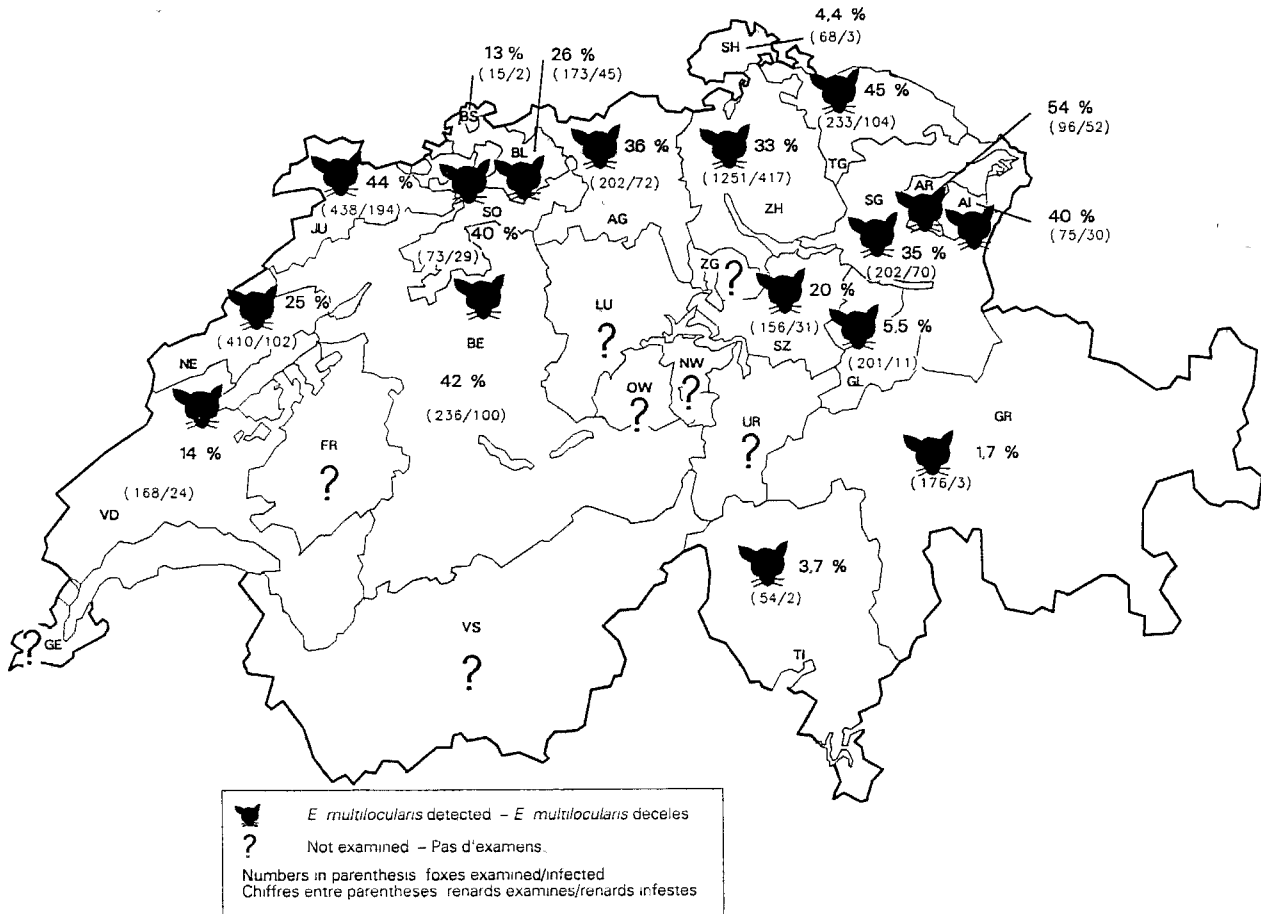 4,4 %
(68/3)
SH
13 %
(15/2)
26 %
(173/45)
BS
BL
36 %
(202/72)
AG
33 %
(1251/417)
ZH
45 %
(233/104)
TG
54 %
(96/52)
AR
AI
40 %
(75/30)
SG
35 %
(202/70)
44 %
(438/194)
JU
SO
40 %
(73/29)
25 %
(410/102)
NE
BE
42 %
(236/100)
LU
?
ZG
?
20 %
(156/31)
SZ
5,5 %
(201/11)
GL
OW
?
NW
?
UR
?
GR
1,7 %
(176/3)
14 %
(168/24)
VD
FR
?
GE
?
VS
?
3,7 %
(54/2)
TI
E multilocularis detected – E multilocularis deceles
? Not examined – Pas d'examens
Numbers in parenthesis foxes examined/infected
Chiffres entre parentheses renards examines/renards infestes